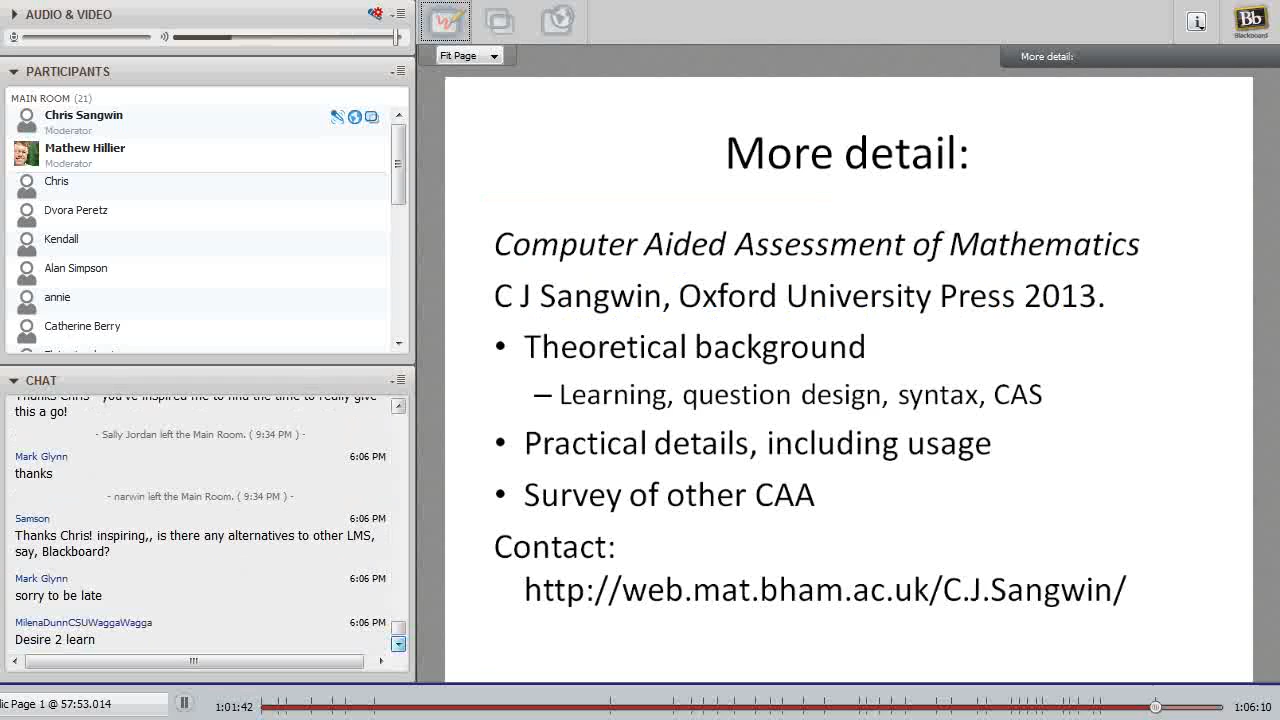 AUDIO & VIDEO
PARTICIPANTS
MAIN ROOM (21)
Chris Sangwin
Moderator
Mathew Hillier
Moderator
Chris
Dvora Peretz
Kendall
Alan Simpson
annie
Catherine Berry
CHAT
this a go!
- Sally Jordan left the Main Room. ( 9:34 PM ) -
Mark Glynn 6:06 PM
thanks
- narwin left the Main Room. ( 9:34 PM ) -
Samson 6:06 PM
Thanks Chris! inspiring,, is there any alternatives to other LMS,
say, Blackboard?
Mark Glynn 6:06 PM
sorry to be late
MilenaDunnCSUWaggaWagga 6:06 PM
Desire 2 learn
Fit Page
More detail:
Bb
Blackboard
More detail:
Computer Aided Assessment of Mathematics
C J Sangwin, Oxford University Press 2013.
• Theoretical background
– Learning, question design, syntax, CAS
• Practical details, including usage
• Survey of other CAA
Contact:
http://web.mat.bham.ac.uk/C.J.Sangwin/
ic Page 1 @ 17:53.014
1:01:42
1:06:10